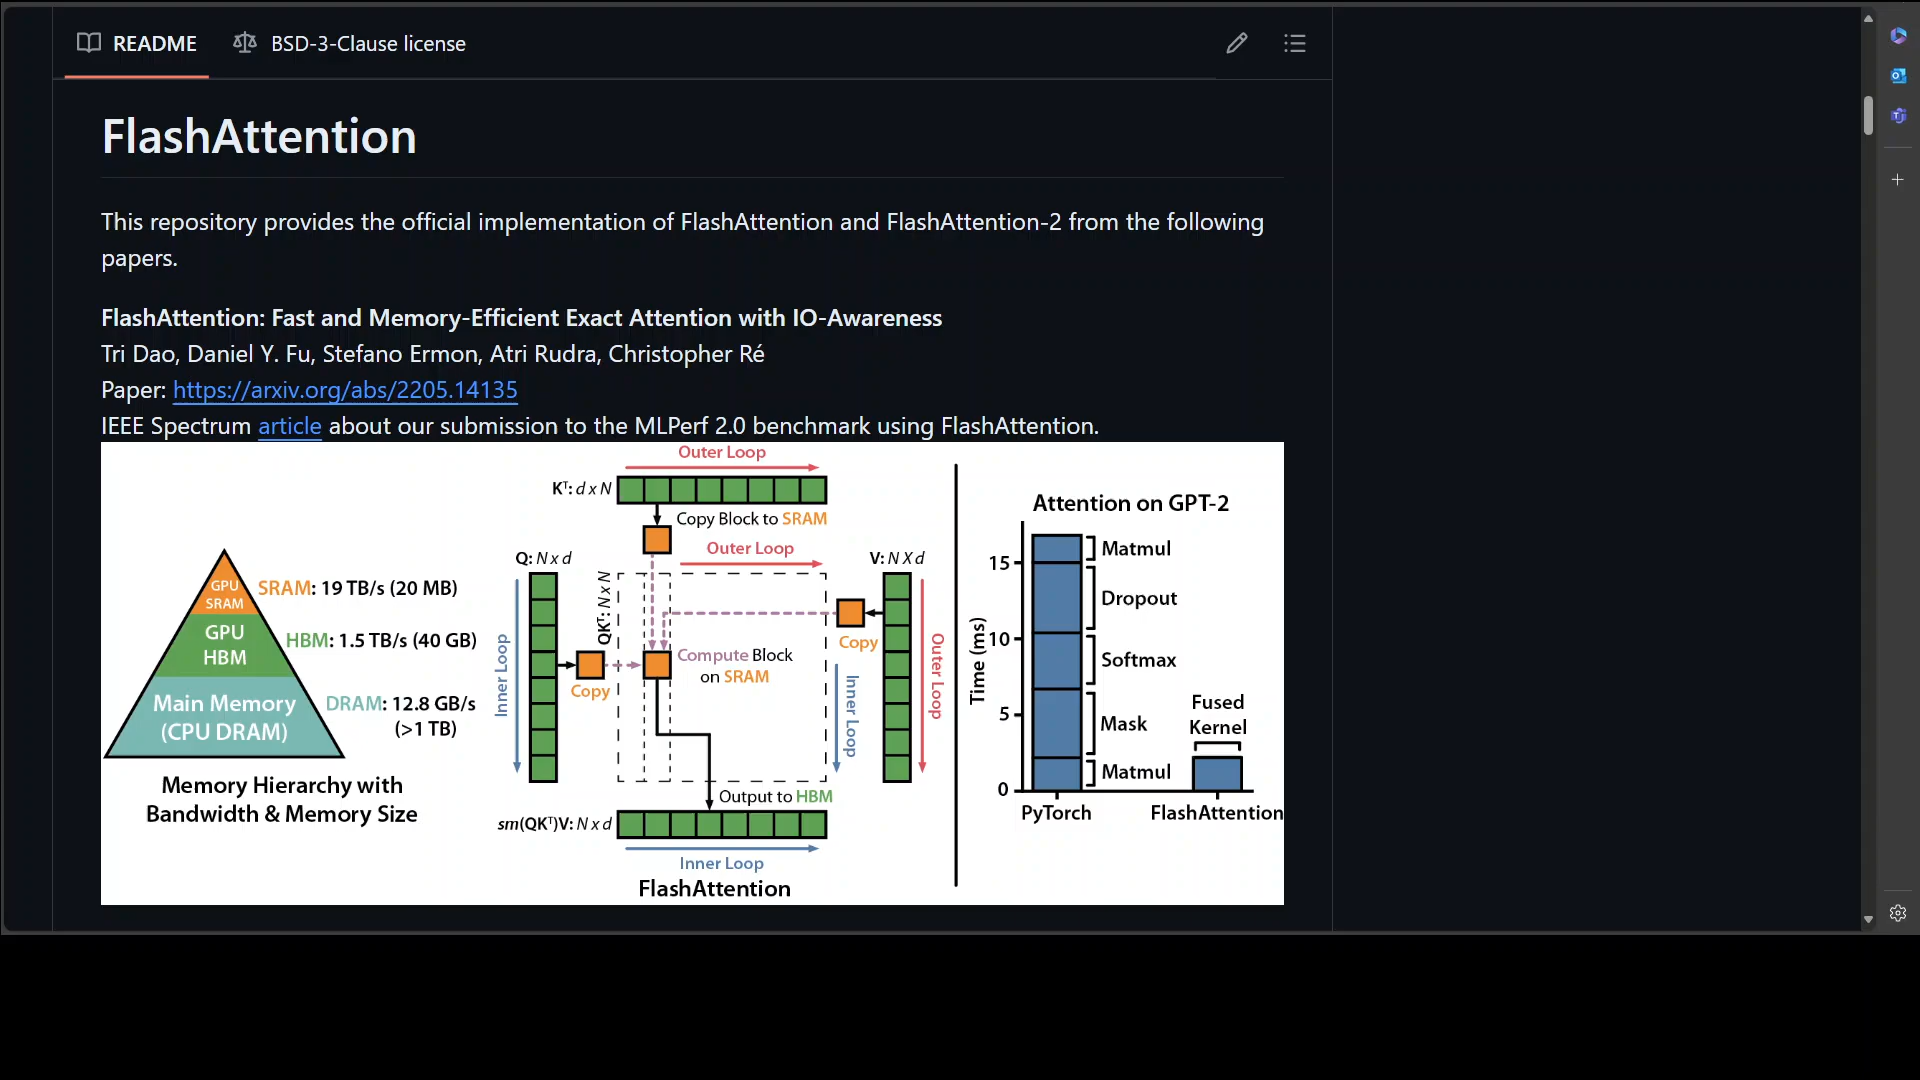 README
BSD-3-Clause license
FlashAttention
This repository provides the official implementation of FlashAttention and FlashAttention-2 from the following
papers.
FlashAttention: Fast and Memory-Efficient Exact Attention with IO-Awareness
Tri Dao, Daniel Y. Fu, Stefano Ermon, Atri Rudra, Christopher Ré
Paper: https://arxiv.org/abs/2205.14135
IEEE Spectrum article about our submission to the MLPerf 2.0 benchmark using FlashAttention.
GPU
SRAM
SRAM: 19 TB/s (20 MB)
GPU
HBM
HBM: 1.5 TB/s (40 GB)
Main Memory
(CPU DRAM)
DRAM: 12.8 GB/s
(>1 TB)
Memory Hierarchy with
Bandwidth & Memory Size
Outer Loop
Kᵀ: d x N
Copy Block to SRAM
Outer Loop
Q: N x d
V: N X d
QKᵀ: N x N
Copy
Copy
Compute Block
on SRAM
Inner Loop
Inner Loop
Outer Loop
Output to HBM
sm(QKᵀ)V: N x d
Inner Loop
FlashAttention
Attention on GPT-2
Time (ms)
15
10
5
0
Matmul
Dropout
Softmax
Mask
Matmul
Fused
Kernel
PyTorch
FlashAttention